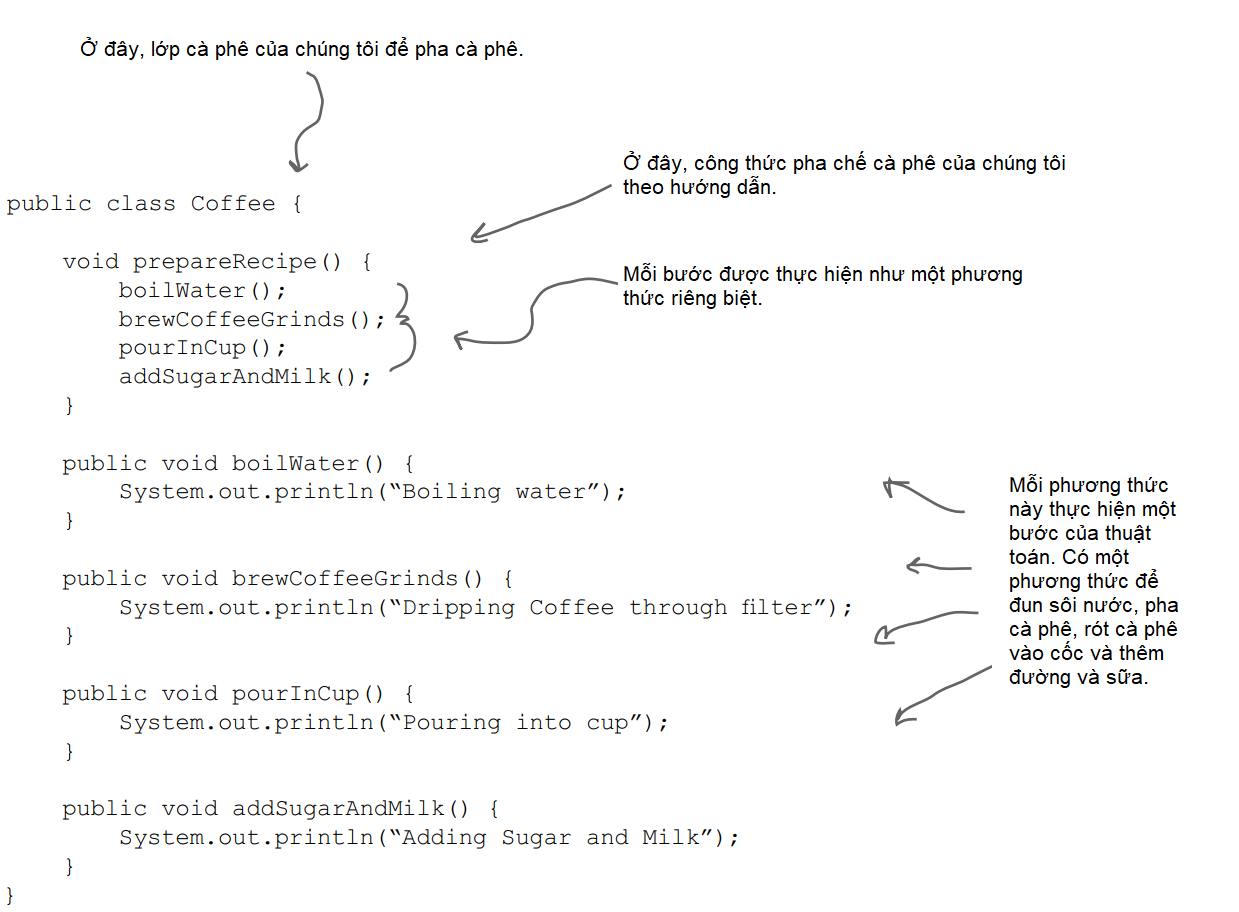 Ở đây, lớp cà phê của chúng tôi để pha cà phê.
Ở đây, công thức pha chế cà phê của chúng tôi
theo hướng dẫn.
public class Coffee {
void prepareRecipe() {
boilWater();
brewCoffeeGrinds();
pourInCup();
addSugarAndMilk();
}
Mỗi bước được thực hiện như một phương
thức riêng biệt.
public void boilWater() {
System.out.println(“Boiling water”);
}
public void brewCoffeeGrinds() {
System.out.println(“Dripping Coffee through filter”);
}
public void pourInCup() {
System.out.println(“Pouring into cup”);
}
public void addSugarAndMilk() {
System.out.println(“Adding Sugar and Milk”);
}
}
Mỗi phương thức
này thực hiện một
bước của thuật
toán. Có một
phương thức để
đun sôi nước, pha
cà phê, rót cà phê
vào cốc và thêm
đường và sữa.